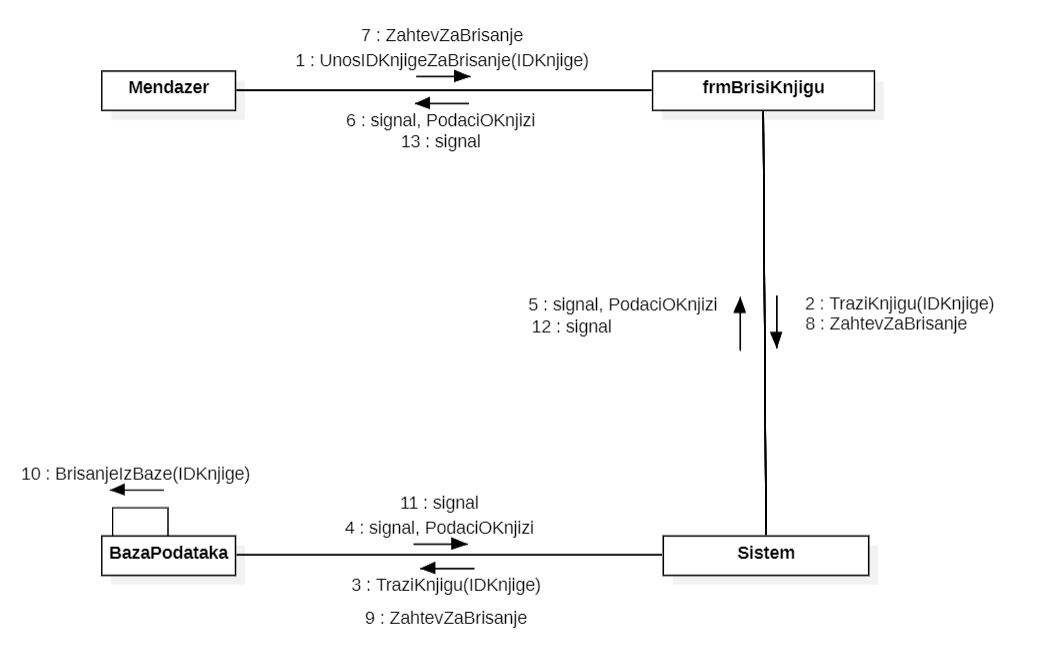 7 : ZahtevZaBrisanje
1 : UnosIDKnjigeZaBrisanje(IDKnjige)
Mendazer
frmBrisiKnjigu
6 : signal, PodaciOKnjizi
13 : signal
5 : signal, PodaciOKnjizi
12 : signal
2 : TraziKnjigu(IDKnjige)
8 : ZahtevZaBrisanje
10 : BrisanjeIzBaze(IDKnjige)
11 : signal
4 : signal, PodaciOKnjizi
BazaPodataka
Sistem
3 : TraziKnjigu(IDKnjige)
9 : ZahtevZaBrisanje